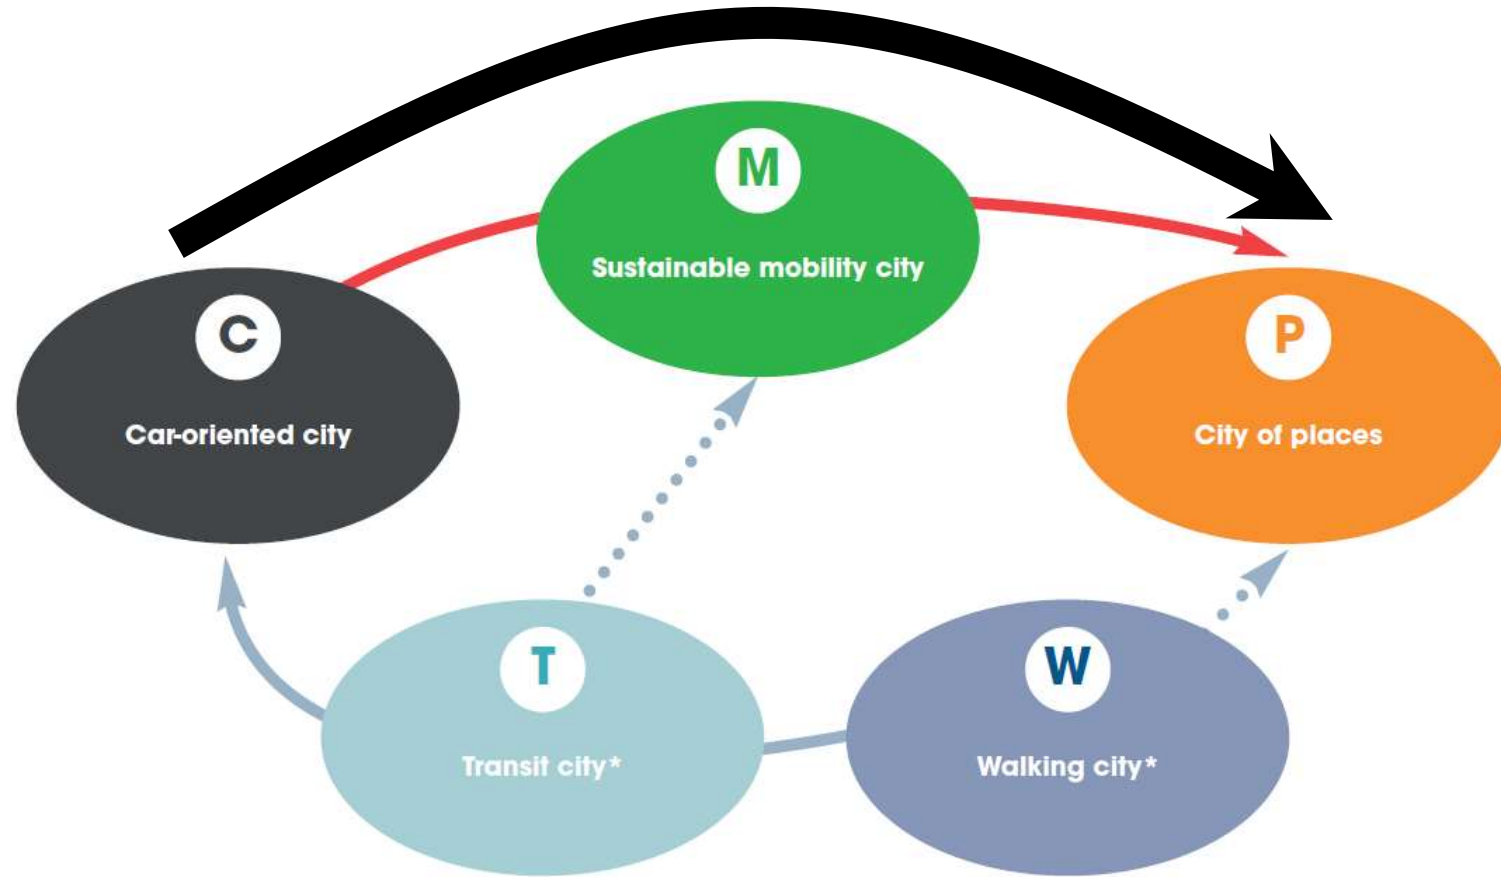 M
Sustainable mobility city
C
Car-oriented city
P
City of places
T
Transit city*
W
Walking city*